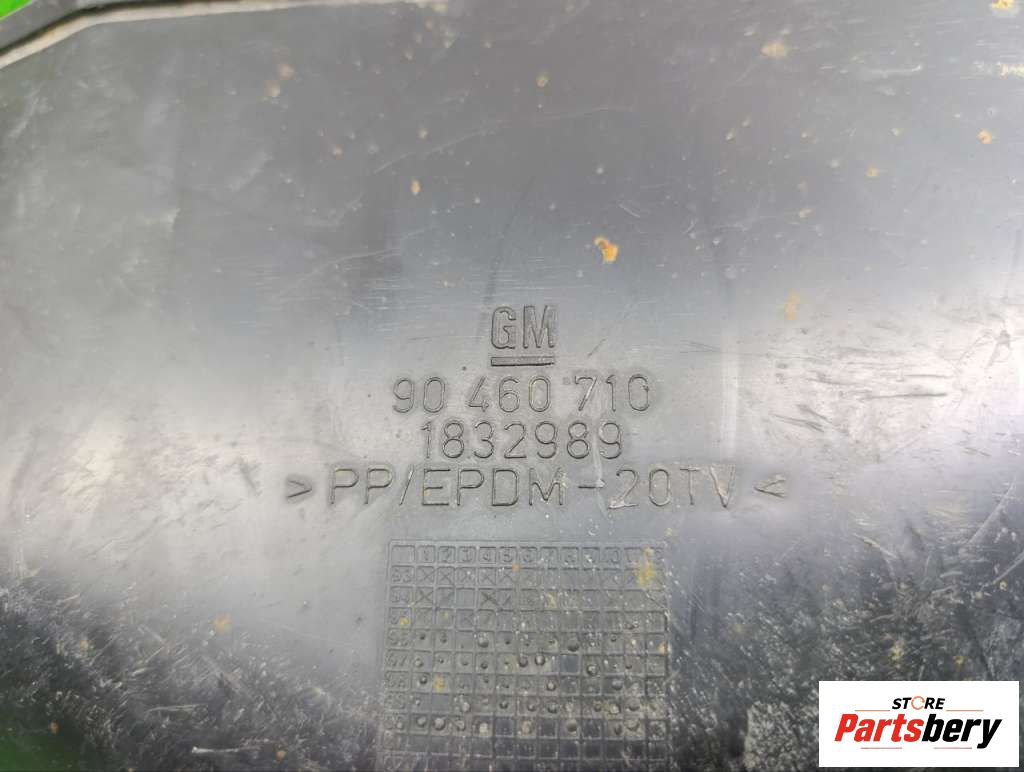 GM
90 460 710
1832989
>PP/EPDM-20TV<
STORE
Partsbery